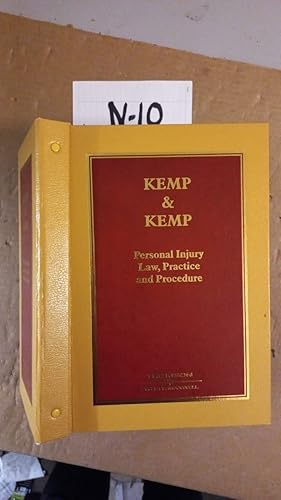 N-10
KEMP
&
KEMP
Personal Injury
Law, Practice
and Procedure